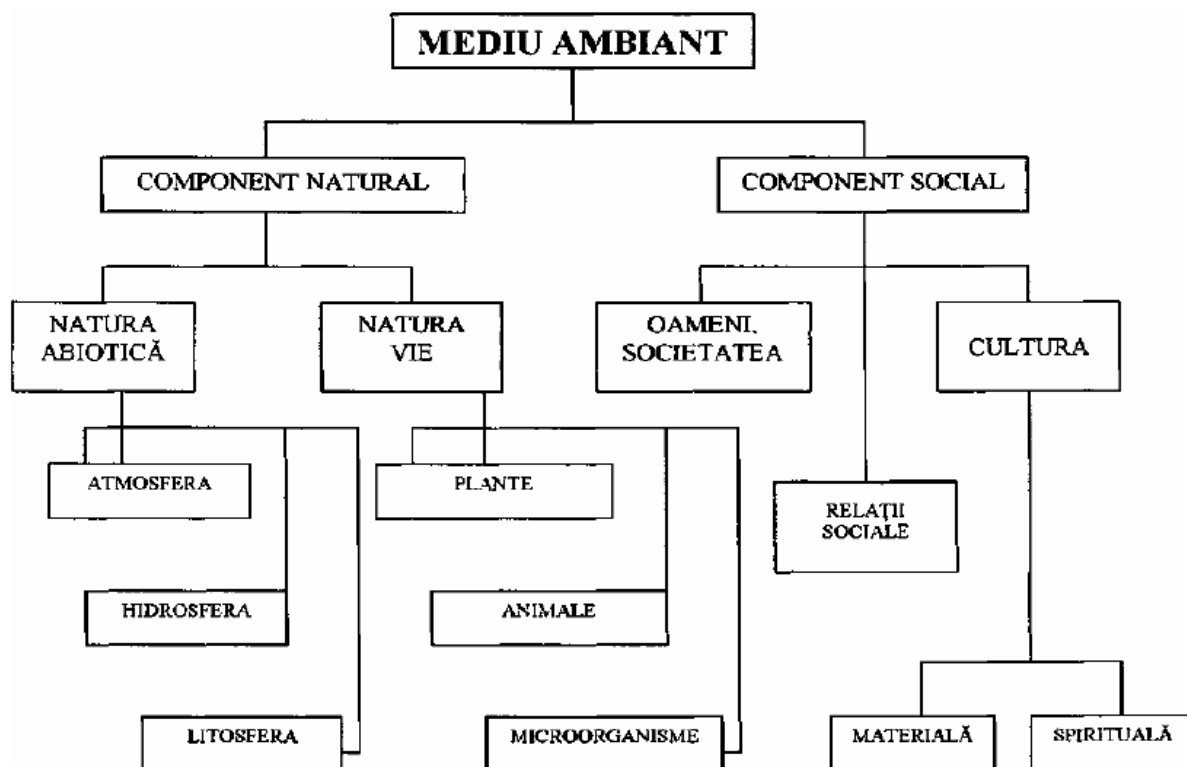 MEDIU AMBIANT
COMPONENT NATURAL
COMPONENT SOCIAL
NATURA
ABIOTICĂ
NATURA
VIE
OAMENI,
SOCIETATEA
CULTURA
ATMOSFERA
PLANTE
RELAŢII
SOCIALE
HIDROSFERA
ANIMALE
LITOSFERA
MICROORGANISME
MATERIALĂ
SPIRITUALĂ